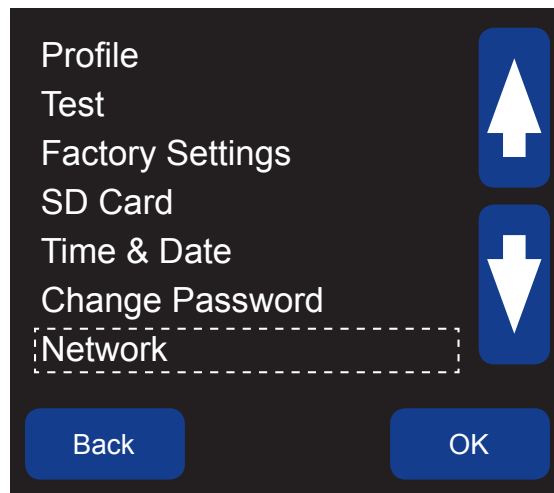 Profile
Test
Factory Settings
SD Card
Time & Date
Change Password
Network
Back
OK